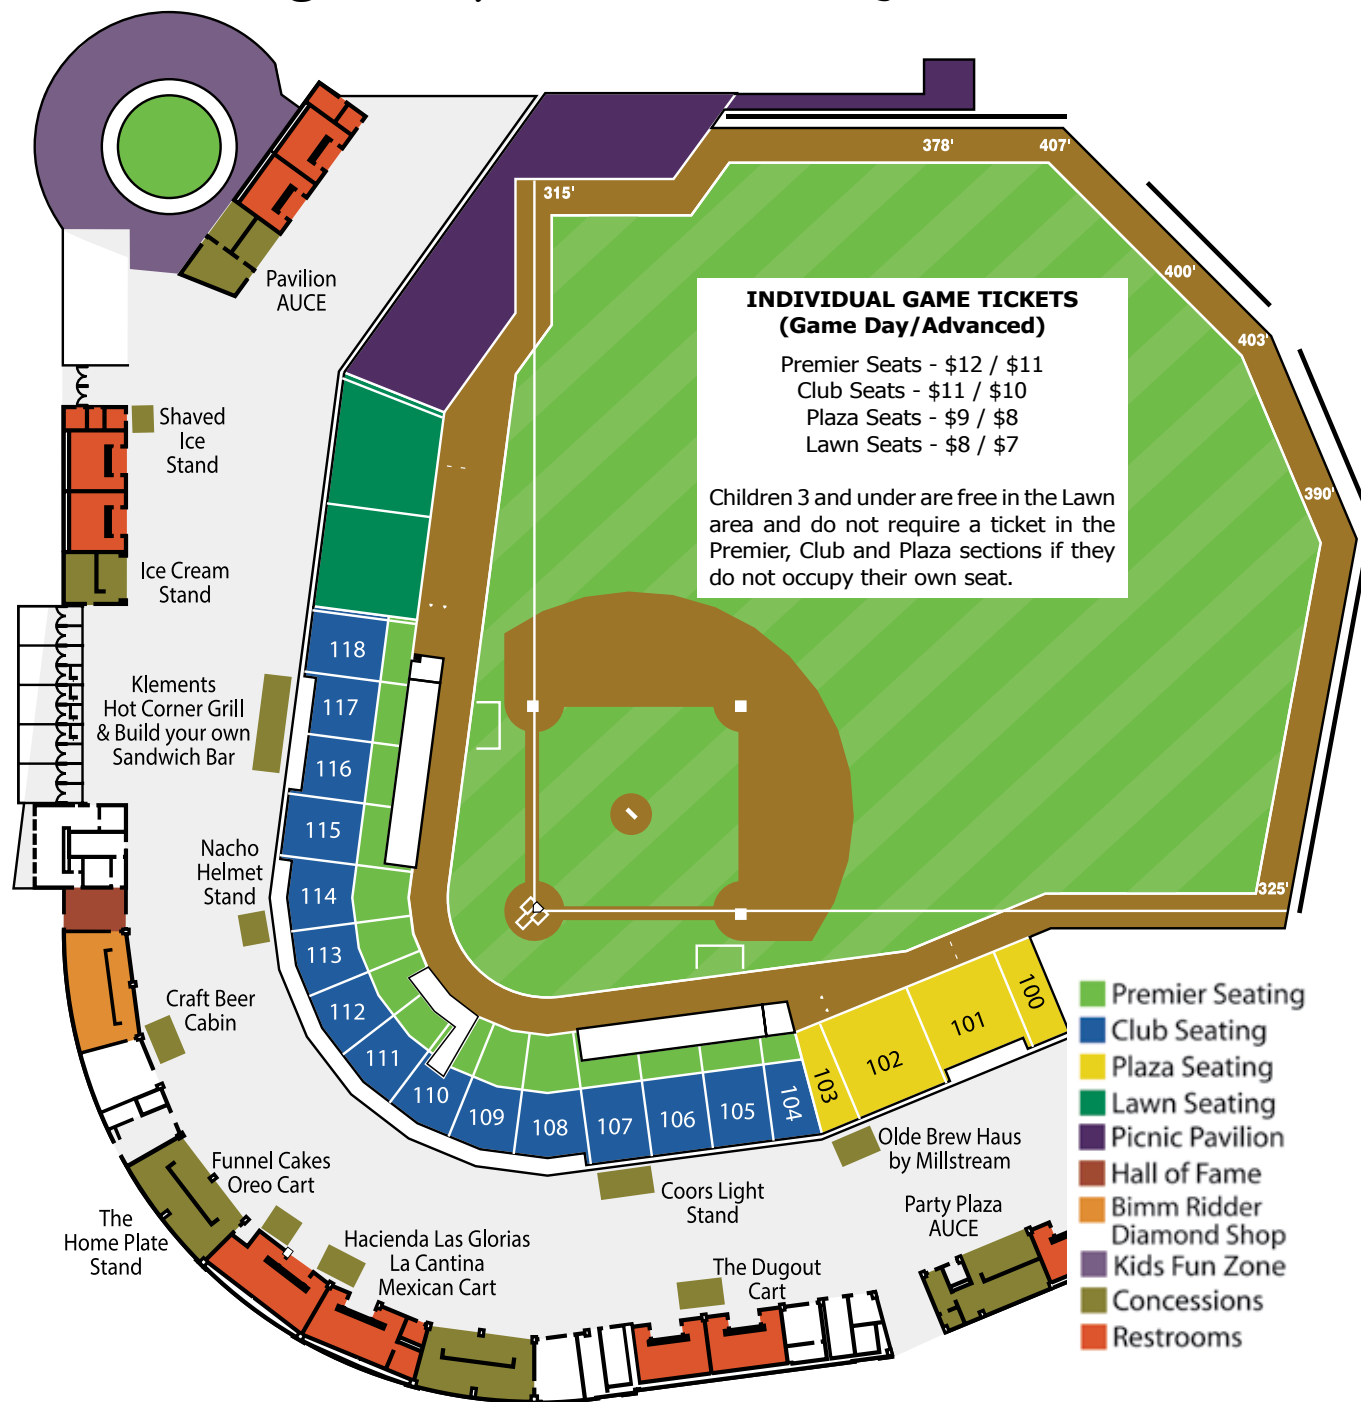 378'
407'
315'
400'
403'
390'
325'
INDIVIDUAL GAME TICKETS
(Game Day/Advanced)
Premier Seats - $12 / $11
Club Seats - $11 / $10
Plaza Seats - $9 / $8
Lawn Seats - $8 / $7
Children 3 and under are free in the Lawn
area and do not require a ticket in the
Premier, Club and Plaza sections if they
do not occupy their own seat.
Pavilion
AUCE
Shaved
Ice
Stand
Ice Cream
Stand
Klements
Hot Corner Grill
& Build your own
Sandwich Bar
Nacho
Helmet
Stand
Craft Beer
Cabin
Funnel Cakes
Oreo Cart
The
Home Plate
Stand
Hacienda Las Glorias
La Cantina
Mexican Cart
Coors Light
Stand
The Dugout
Cart
Olde Brew Haus
by Millstream
Party Plaza
AUCE
118
117
116
115
114
113
112
111
110
109
108
107
106
105
104
103
102
101
100
Premier Seating
Club Seating
Plaza Seating
Lawn Seating
Picnic Pavilion
Hall of Fame
Bimm Ridder
Diamond Shop
Kids Fun Zone
Concessions
Restrooms